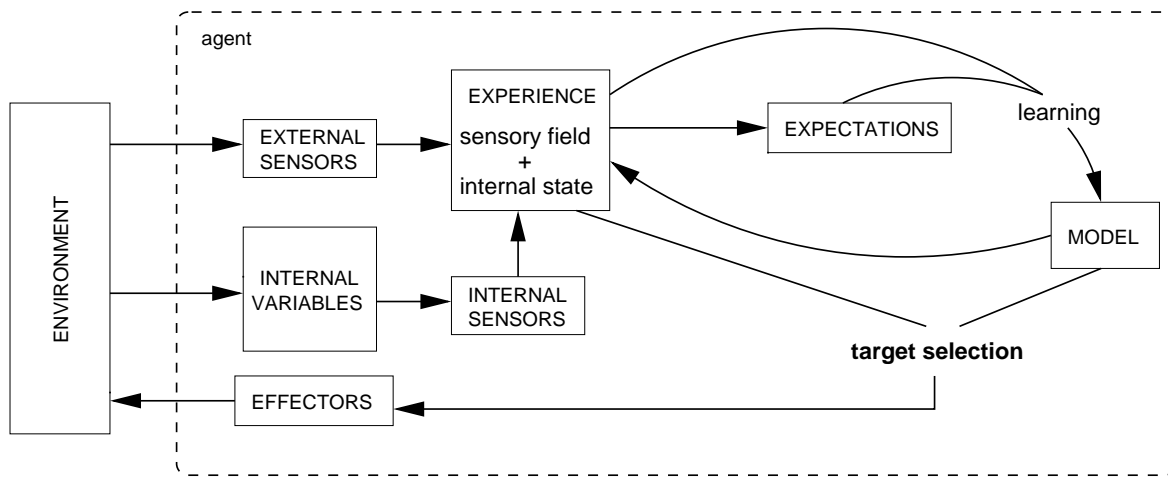 agent
ENVIRONMENT
EXTERNAL
SENSORS
EXPERIENCE
sensory field
+
internal state
EXPECTATIONS
learning
MODEL
INTERNAL
VARIABLES
INTERNAL
SENSORS
target selection
EFFECTORS